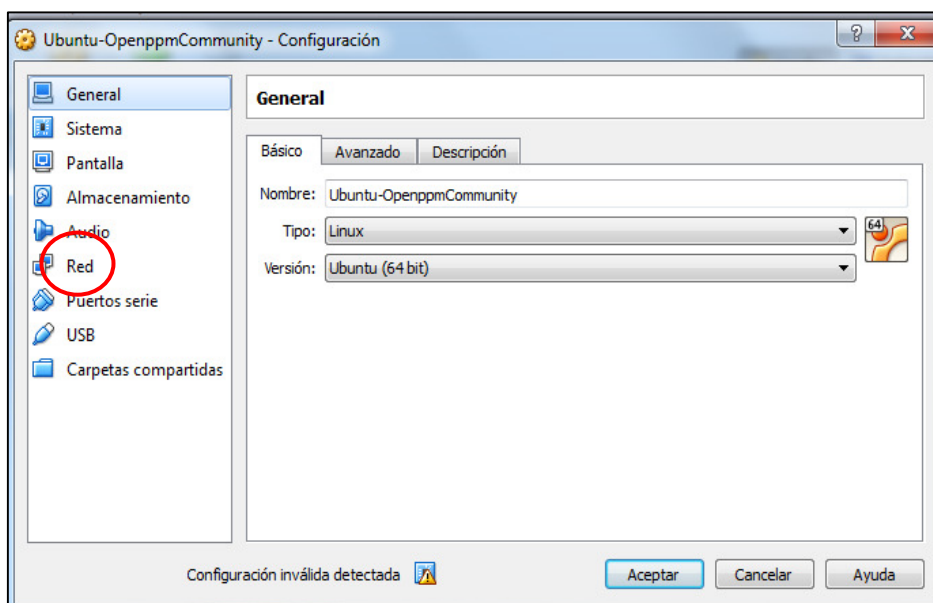 Ubuntu-OpenppmCommunity - Configuración
General
Sistema
Pantalla
Almacenamiento
Audio
Red
Puertos serie
USB
Carpetas compartidas
General
Básico Avanzado Descripción
Nombre: Ubuntu-OpenppmCommunity
Tipo: Linux
64
Versión: Ubuntu (64 bit)
Configuración inválida detectada
Aceptar Cancelar Ayuda